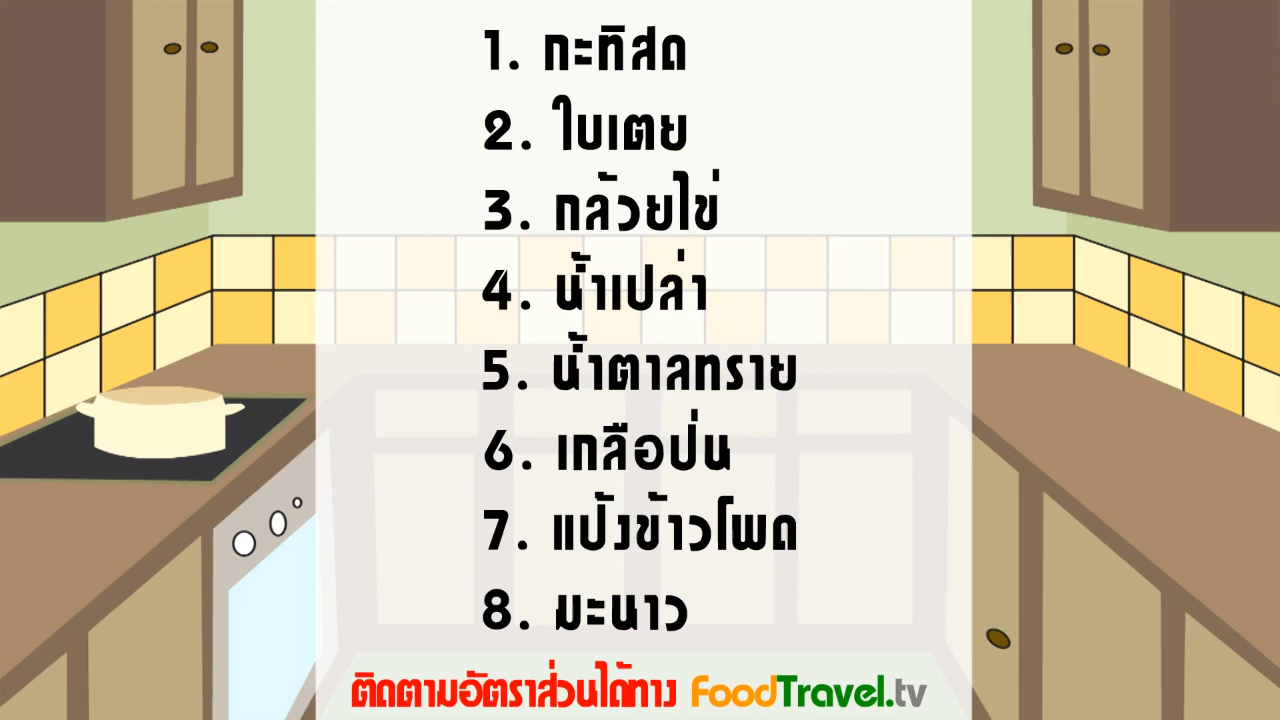 1. กะทิสด
2. ใบเตย
3. กล้วยไข่
4. น้ำเปล่า
5. น้ำตาลทราย
6. เกลือป่น
7. แป้งข้าวโพด
8. มะนาว
ติดตามอัตราส่วนได้ทาง FoodTravel.tv